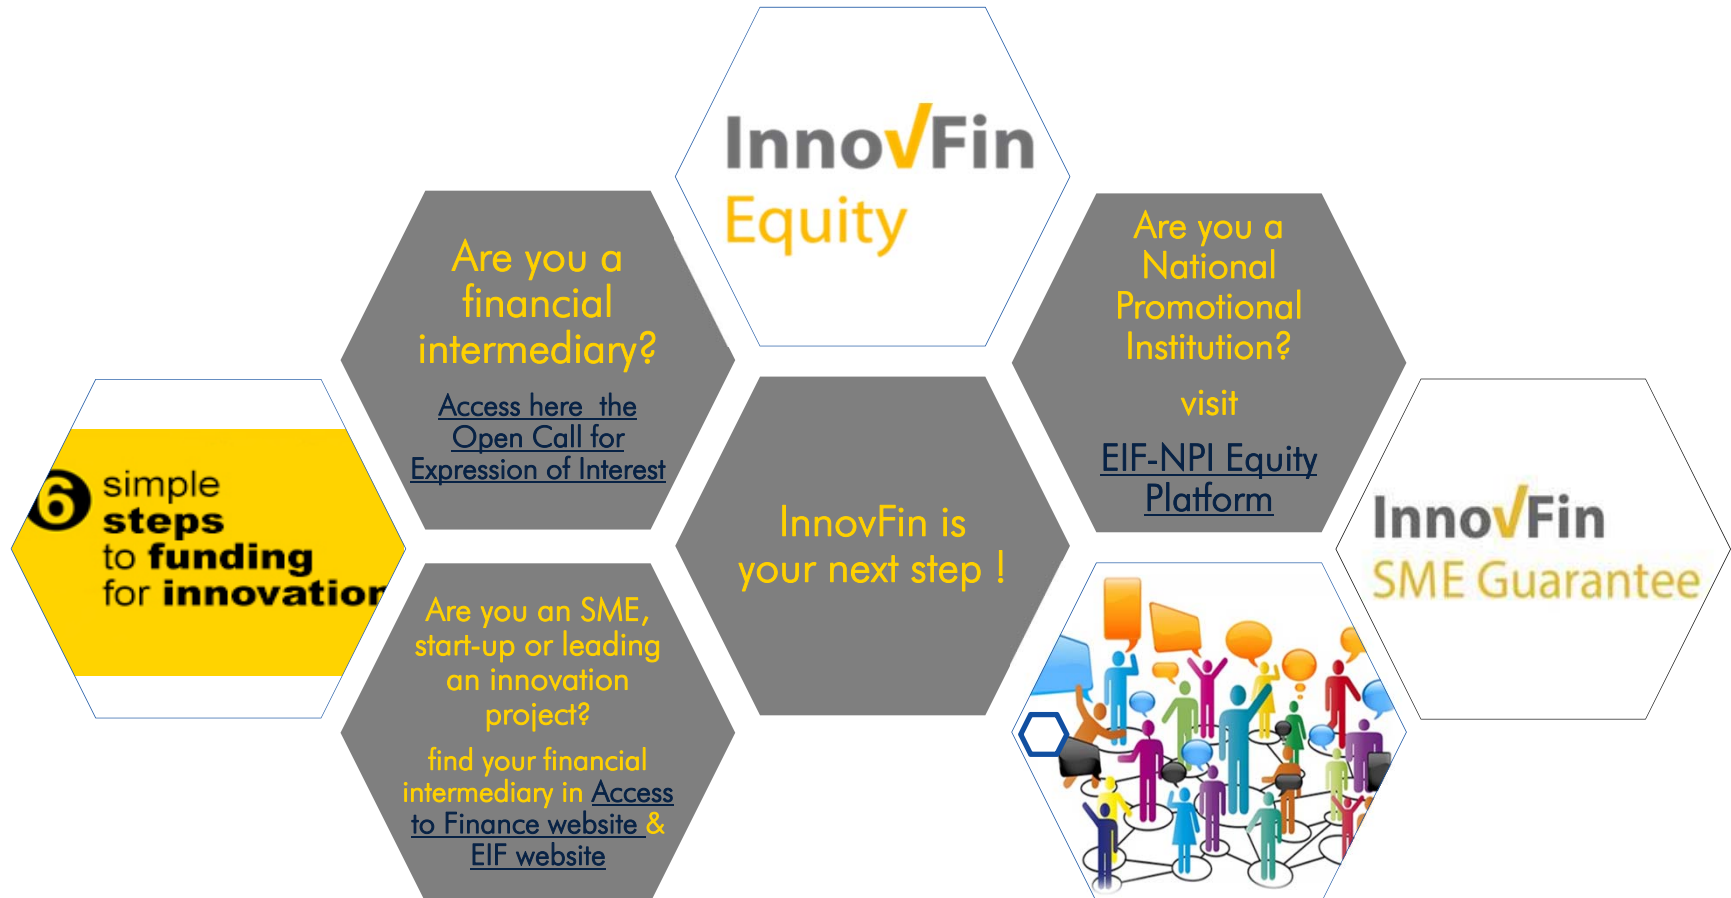 InnovFin
Equity
Are you a
financial
intermediary?
Access here  the
Open Call for
Expression of Interest
Are you a
National
Promotional
Institution?
visit
EIF-NPI Equity
Platform
6 simple
steps
to funding
for innovation
InnovFin is
your next step !
InnovFin
SME Guarantee
Are you an SME,
start-up or leading
an innovation
project?
find your financial
intermediary in Access
to Finance website &
EIF website